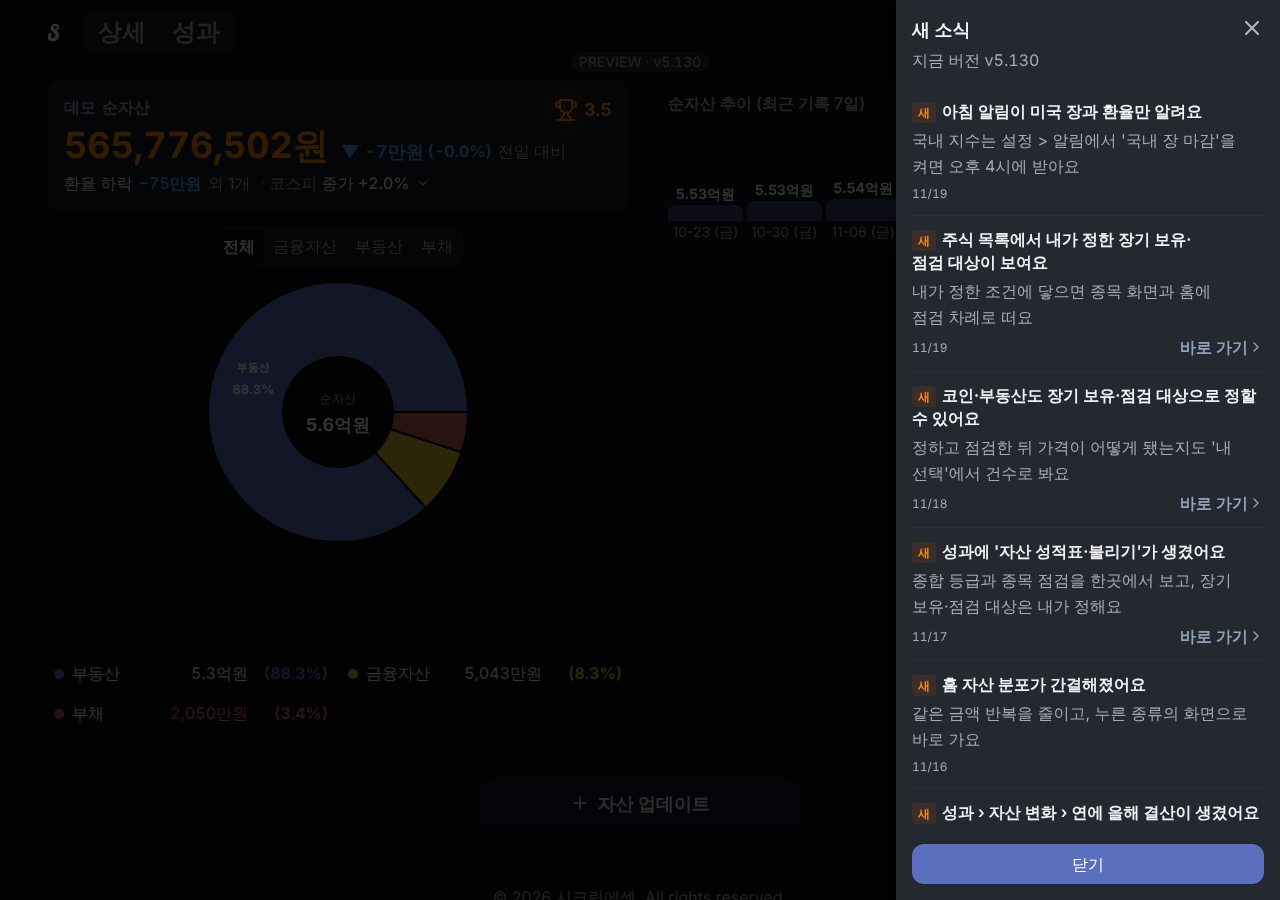 상세 성과
PREVIEW · v5.130
데모 순자산
3.5
565,776,502원 ▼ -7만원 (-0.0%) 전일 대비
환율 하락 -75만원 외 1개 · 코스피 종가 +2.0%
순자산 추이 (최근 기록 7일)
5.53억원 5.53억원 5.54억원
10-23 (금) 10-30 (금) 11-06 (금)
전체 금융자산 부동산 부채
부동산
88.3%
순자산
5.6억원
부동산 5.3억원 (88.3%) 금융자산 5,043만원 (8.3%)
부채 2,050만원 (3.4%)
+ 자산 업데이트
© 2026 시크릿에셋. All rights reserved.
새 소식
지금 버전 v5.130
새 아침 알림이 미국 장과 환율만 알려요
국내 지수는 설정 > 알림에서 '국내 장 마감'을
켜면 오후 4시에 받아요
11/19
새 주식 목록에서 내가 정한 장기 보유·
점검 대상이 보여요
내가 정한 조건에 닿으면 종목 화면과 홈에
점검 차례로 떠요
11/19 바로 가기 ›
새 코인·부동산도 장기 보유·점검 대상으로 정할
수 있어요
정하고 점검한 뒤 가격이 어떻게 됐는지도 '내
선택'에서 건수로 봐요
11/18 바로 가기 ›
새 성과에 '자산 성적표·불리기'가 생겼어요
종합 등급과 종목 점검을 한곳에서 보고, 장기
보유·점검 대상은 내가 정해요
11/17 바로 가기 ›
새 홈 자산 분포가 간결해졌어요
같은 금액 반복을 줄이고, 누른 종류의 화면으로
바로 가요
11/16
새 성과 › 자산 변화 › 연에 올해 결산이 생겼어요
닫기